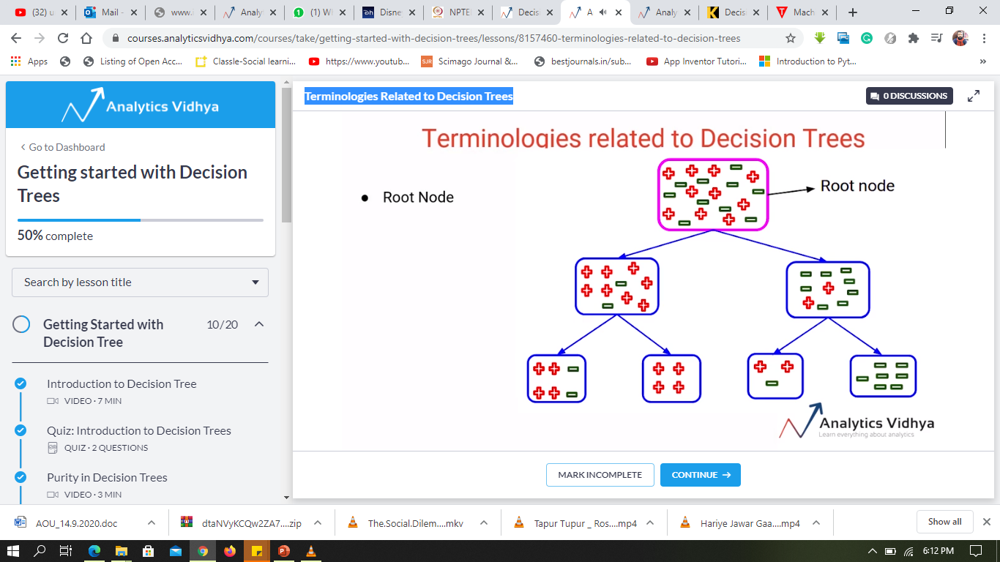 (32) u
Mail -
www.
Analy
(1) W
Disne
NPTE
Decis
A
Analy
Decis
Mach
courses.analyticsvidhya.com/courses/take/getting-started-with-decision-trees/lessons/8157460-terminologies-related-to-decision-trees
Apps
Listing of Open Acc...
Classle-Social learni...
https://www.youtub...
SJR
Scimago Journal &...
bestjournals.in/sub...
App Inventor Tutori...
Introduction to Pyt...
»
Analytics Vidhya
Terminologies Related to Decision Trees
0 DISCUSSIONS
Go to Dashboard
Getting started with Decision
Trees
50% complete
Search by lesson title
Getting Started with
Decision Tree
10/20
Introduction to Decision Tree
VIDEO · 7 MIN
Quiz: Introduction to Decision Trees
QUIZ · 2 QUESTIONS
Purity in Decision Trees
VIDEO · 3 MIN
Terminologies related to Decision Trees
● Root Node
Root node
Analytics Vidhya
Learn everything about analytics
MARK INCOMPLETE
CONTINUE →
AOU_14.9.2020.doc
dtaNVyKCQw2ZA7....zip
The.Social.Dilem....mkv
Tapur Tupur _ Ros....mp4
Hariye Jawar Gaa....mp4
Show all
6:12 PM